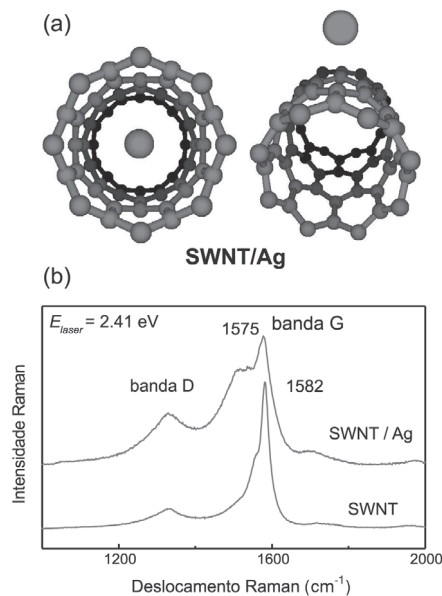 (a)
SWNT/Ag
(b)
E_laser = 2.41 eV
1575 banda G
banda D
1582
SWNT / Ag
SWNT
Intensidade Raman
1200 1600 2000
Deslocamento Raman (cm⁻¹)